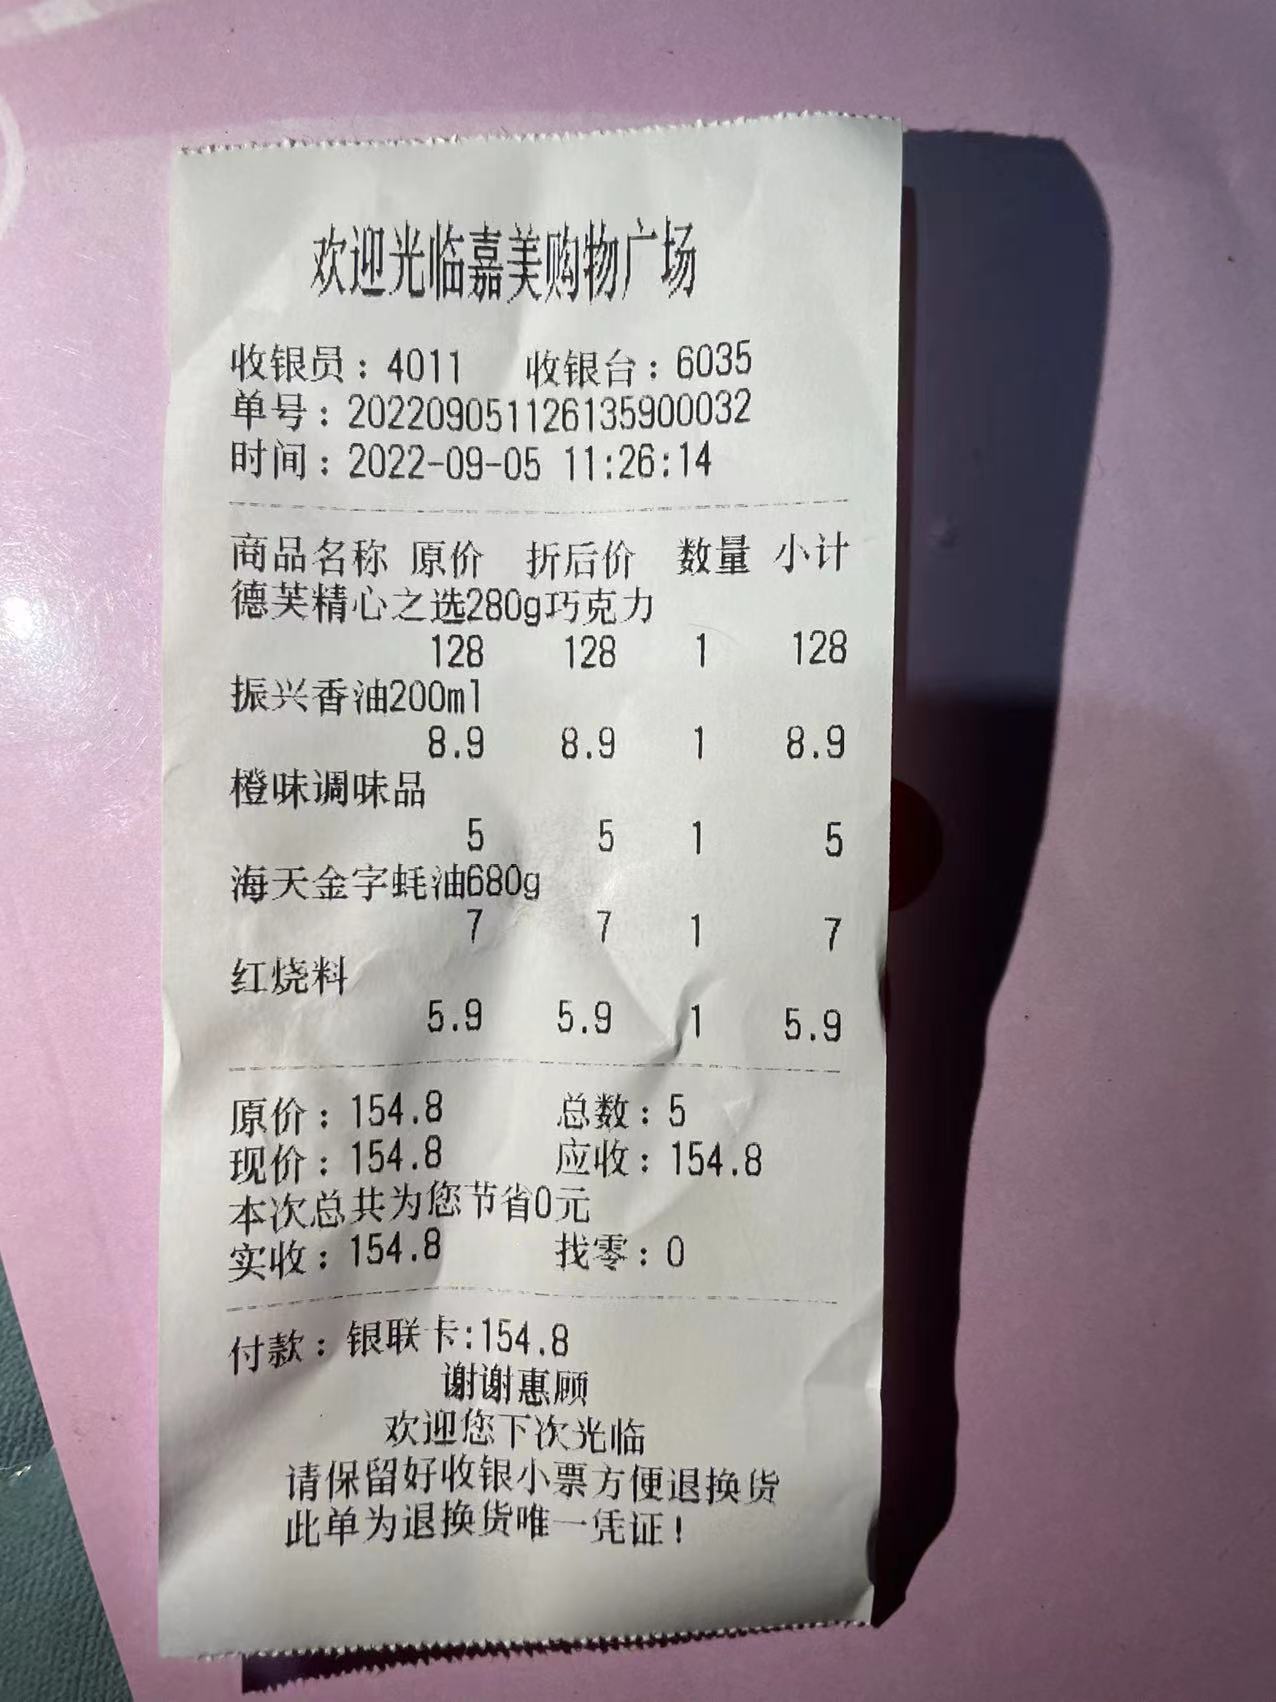 欢迎光临嘉美购物广场
收银员：4011 收银台：6035
单号：202209051126135900032
时间：2022-09-05 11:26:14
商品名称 原价 折后价 数量 小计
德芙精心之选280g巧克力
128 128 1 128
振兴香油200ml
8.9 8.9 1 8.9
橙味调味品
5 5 1 5
海天金字蚝油680g
7 7 1 7
红烧料
5.9 5.9 1 5.9
原价：154.8 总数：5
现价：154.8 应收：154.8
本次总共为您节省0元
实收：154.8 找零：0
付款：银联卡:154.8
谢谢惠顾
欢迎您下次光临
请保留好收银小票方便退换货
此单为退换货唯一凭证！